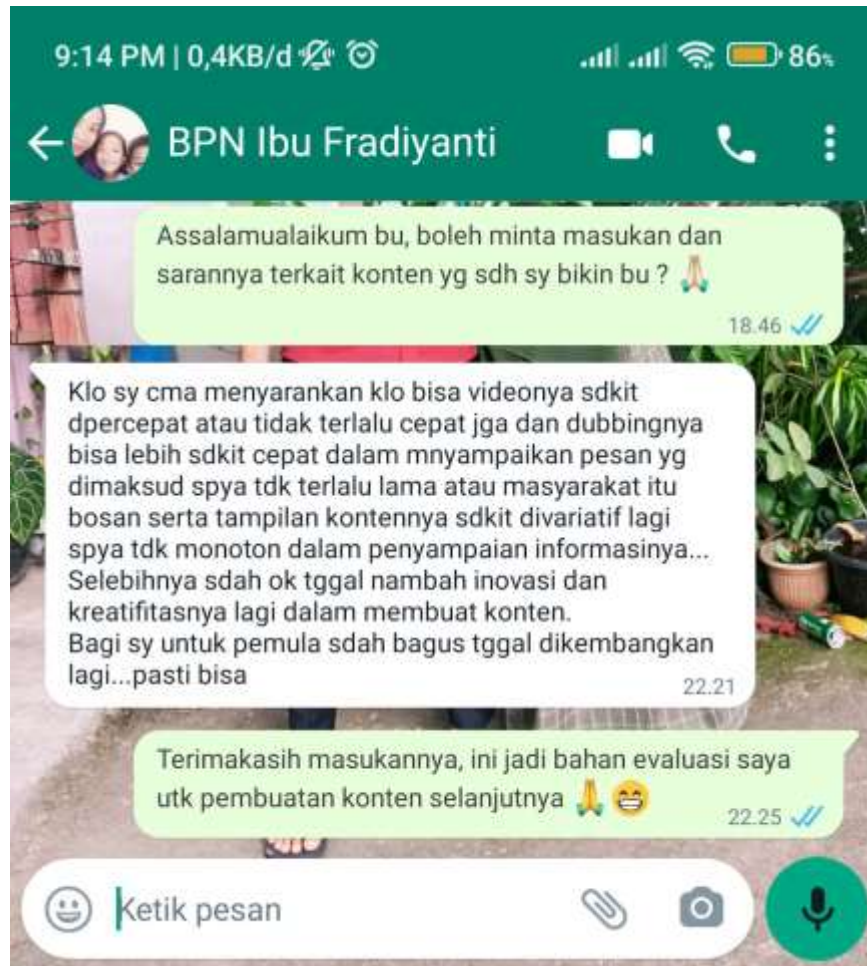 9:14 PM | 0,4KB/d
86%
BPN Ibu Fradiyanti
Assalamualaikum bu, boleh minta masukan dan
sarannya terkait konten yg sdh sy bikin bu ? 🙏🏻
18.46
Klo sy cma menyarankan klo bisa videonya sdkit
dpercepat atau tidak terlalu cepat jga dan dubbingnya
bisa lebih sdkit cepat dalam mnyampaikan pesan yg
dimaksud spya tdk terlalu lama atau masyarakat itu
bosan serta tampilan kontennya sdkit divariatif lagi
spya tdk monoton dalam penyampaian informasinya...
Selebihnya sdah ok tggal nambah inovasi dan
kreatifitasnya lagi dalam membuat konten.
Bagi sy untuk pemula sdah bagus tggal dikembangkan
lagi...pasti bisa
22.21
Terimakasih masukannya, ini jadi bahan evaluasi saya
utk pembuatan konten selanjutnya 🙏 😁
22.25
Ketik pesan